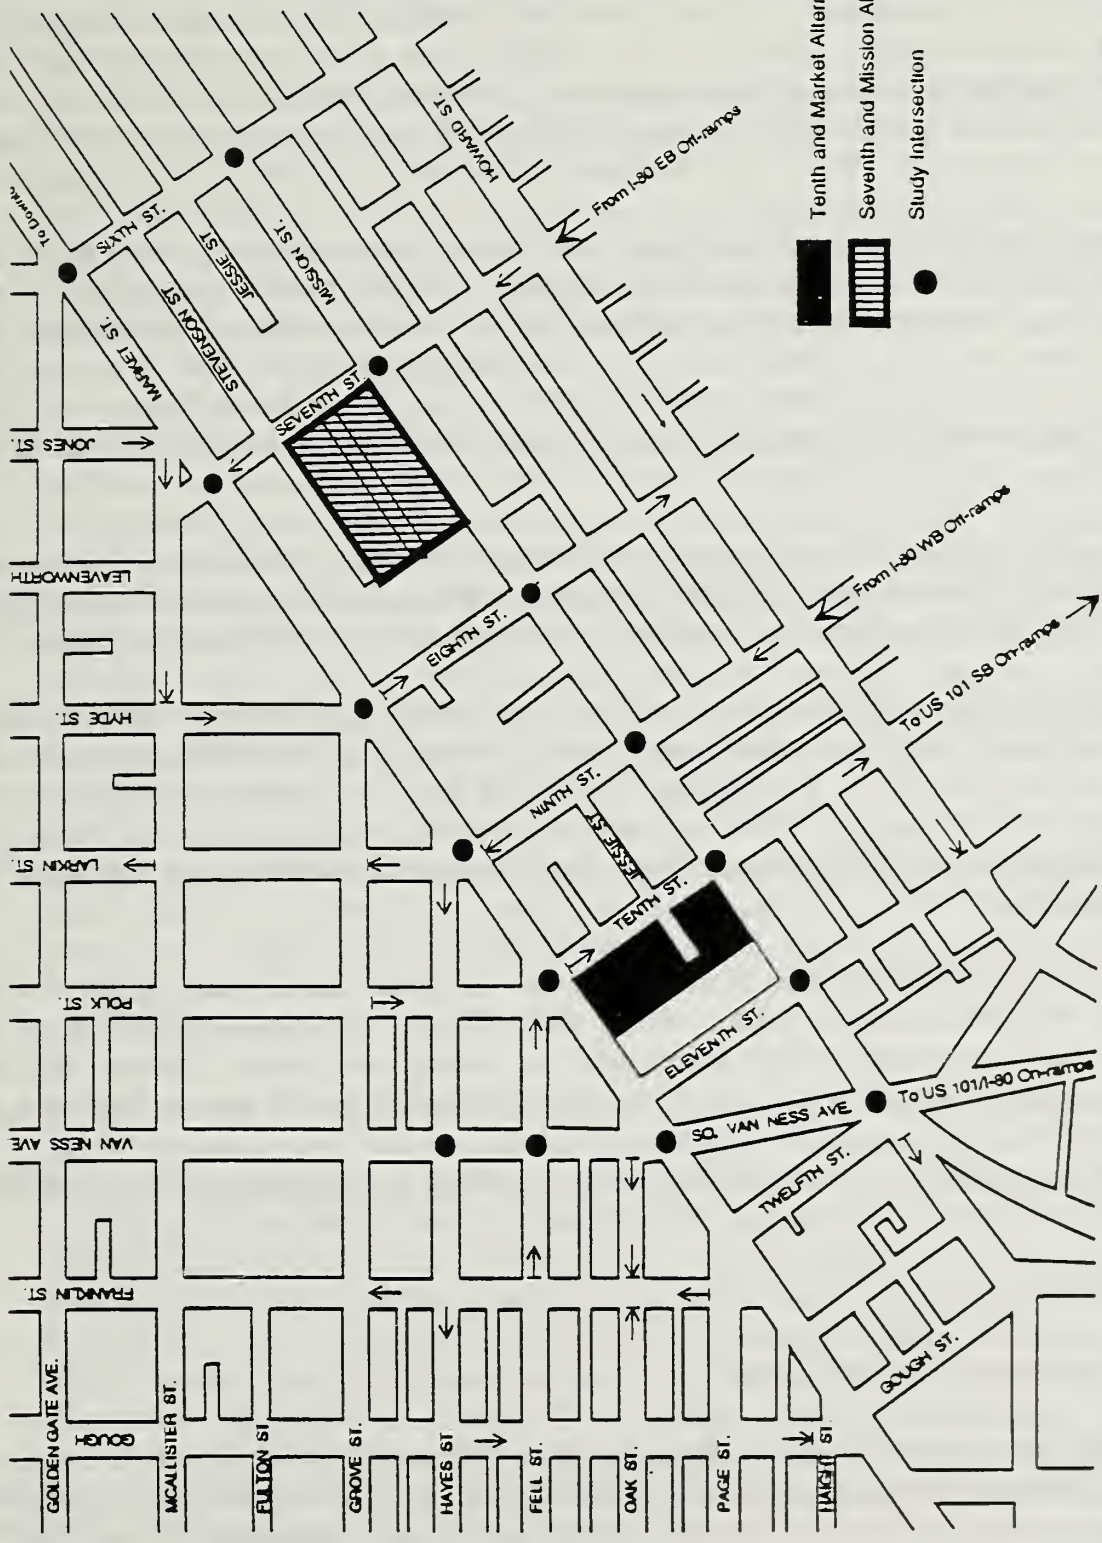 To Downto
SIXTH ST.
JESSIE ST
MISSION ST.
HOWARD ST.
STEVENSON ST
MARKET ST.
JONES ST.
SEVENTH ST.
From I-80 EB Off-ramps
LEAVENWORTH
EIGHTH ST.
HYDE ST.
From I-80 WB Off-ramps
To US 101 SB On-ramps
NINTH ST.
JESSIE ST
LARKIN ST.
TENTH ST.
POLK ST.
ELEVENTH ST.
VAN NESS AVE
SO. VAN NESS AVE.
To US 101/I-80 On-ramps
TWELFTH ST.
FRANKLIN ST.
GOUGH ST.
GOUGH
GOLDEN GATE AVE.
MCALLISTER ST.
FULTON ST.
GROVE ST.
HAYES ST.
FELL ST.
OAK ST.
PAGE ST.
HAIGHT ST.
Tenth and Market Altern
Seventh and Mission Al
Study Intersection